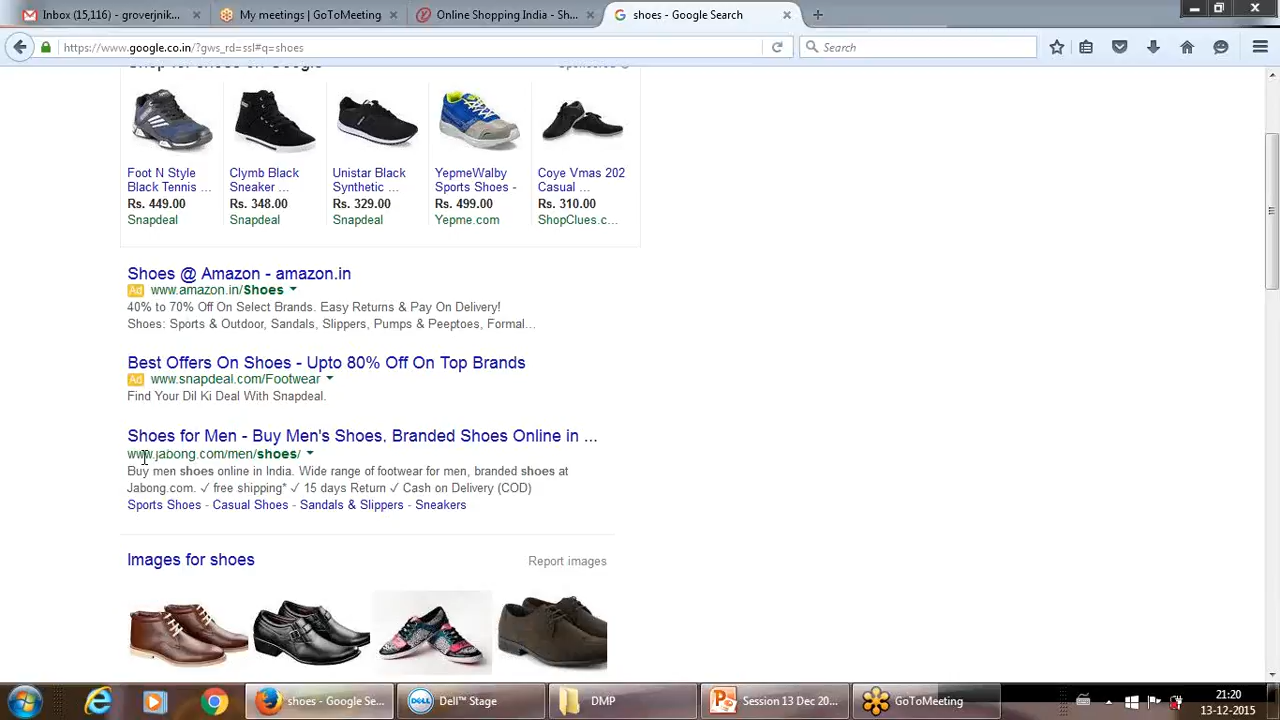 Inbox (15,116) - groverjnik...
My meetings | GoToMeeting
Online Shopping India - Sh...
shoes - Google Search
https://www.google.co.in/?gws_rd=ssl#q=shoes
Search
Shop for shoes on Google
Sponsored
Foot N Style
Black Tennis ...
Rs. 449.00
Snapdeal
Clymb Black
Sneaker ...
Rs. 348.00
Snapdeal
Unistar Black
Synthetic ...
Rs. 329.00
Snapdeal
YepmeWalby
Sports Shoes -
Rs. 499.00
Yepme.com
Coye Vmas 202
Casual ...
Rs. 310.00
ShopClues.c...
Shoes @ Amazon - amazon.in
Ad www.amazon.in/Shoes
40% to 70% Off On Select Brands. Easy Returns & Pay On Delivery!
Shoes: Sports & Outdoor, Sandals, Slippers, Pumps & Peeptoes, Formal...
Best Offers On Shoes - Upto 80% Off On Top Brands
Ad www.snapdeal.com/Footwear
Find Your Dil Ki Deal With Snapdeal.
Shoes for Men - Buy Men's Shoes, Branded Shoes Online in ...
www.jabong.com/men/shoes/
Buy men shoes online in India. Wide range of footwear for men, branded shoes at
Jabong.com. ✓ free shipping* ✓ 15 days Return ✓ Cash on Delivery (COD)
Sports Shoes - Casual Shoes - Sandals & Slippers - Sneakers
Images for shoes
Report images
shoes - Google Se...
Dell™ Stage
DMP
Session 13 Dec 20...
GoToMeeting
21:20
13-12-2015